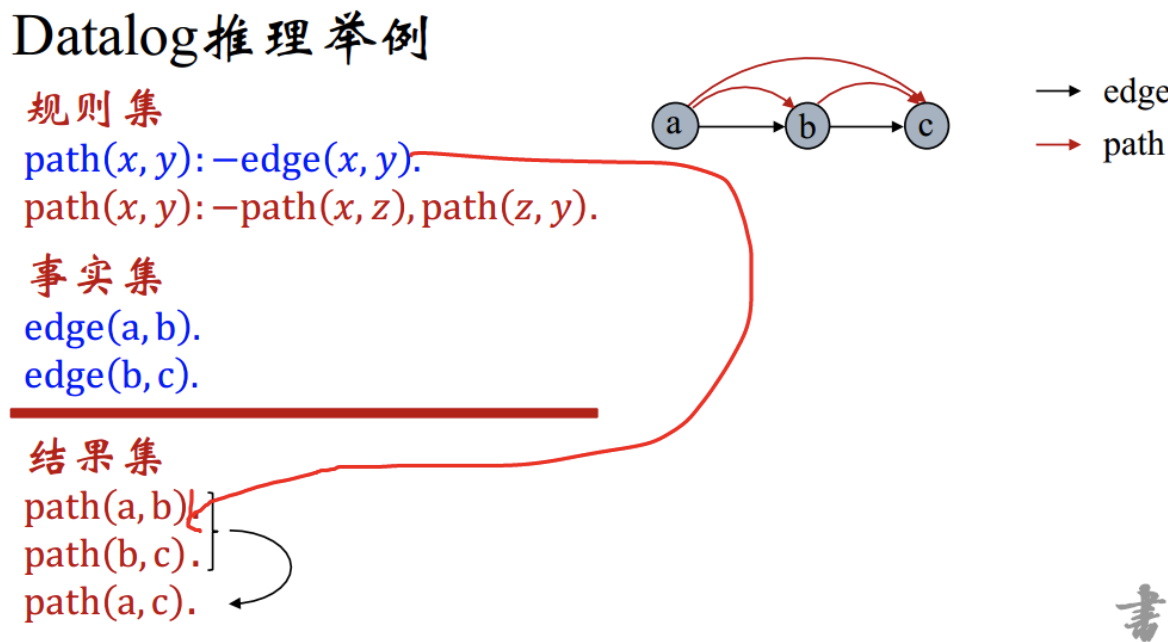 Datalog推理举例
规则集
path(x, y):−edge(x, y).
path(x, y):−path(x, z), path(z, y).
事实集
edge(a, b).
edge(b, c).
结果集
path(a, b).
path(b, c).
path(a, c).
a
b
c
edge
path
書